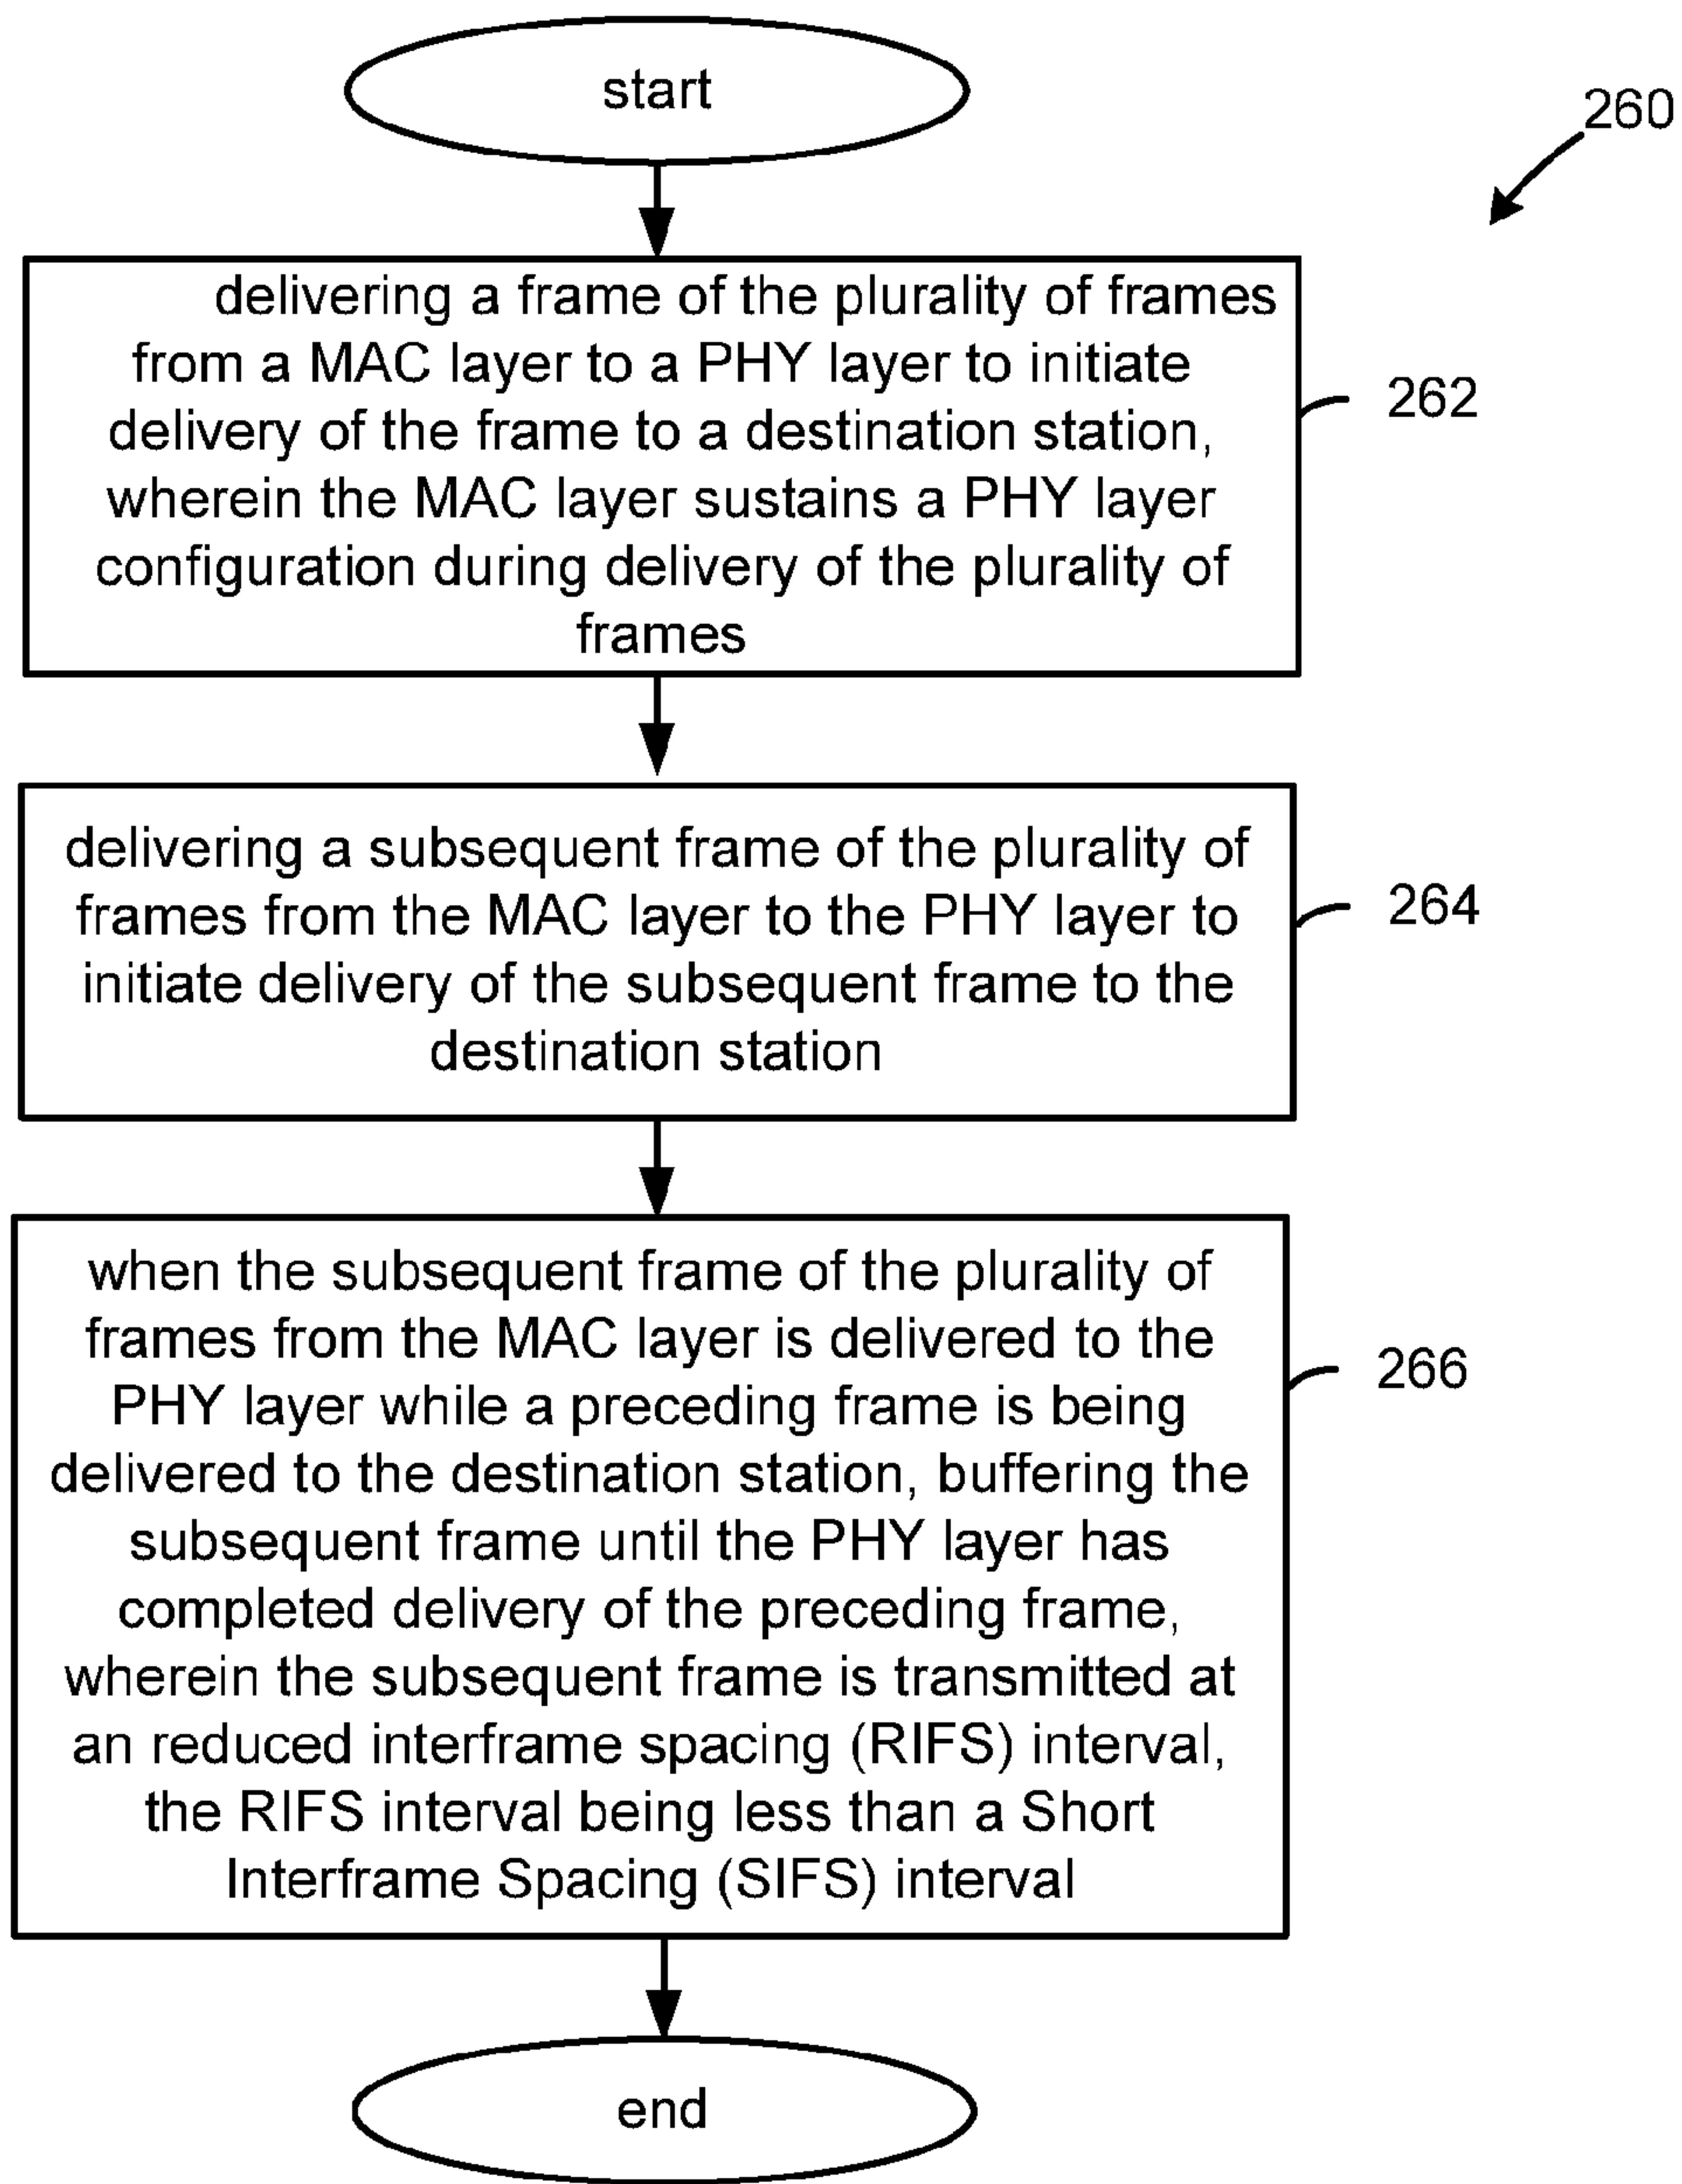 start
260
delivering a frame of the plurality of frames
from a MAC layer to a PHY layer to initiate
delivery of the frame to a destination station,
wherein the MAC layer sustains a PHY layer
configuration during delivery of the plurality of
frames
262
delivering a subsequent frame of the plurality of
frames from the MAC layer to the PHY layer to
initiate delivery of the subsequent frame to the
destination station
264
when the subsequent frame of the plurality of
frames from the MAC layer is delivered to the
PHY layer while a preceding frame is being
delivered to the destination station, buffering the
subsequent frame until the PHY layer has
completed delivery of the preceding frame,
wherein the subsequent frame is transmitted at
an reduced interframe spacing (RIFS) interval,
the RIFS interval being less than a Short
Interframe Spacing (SIFS) interval
266
end